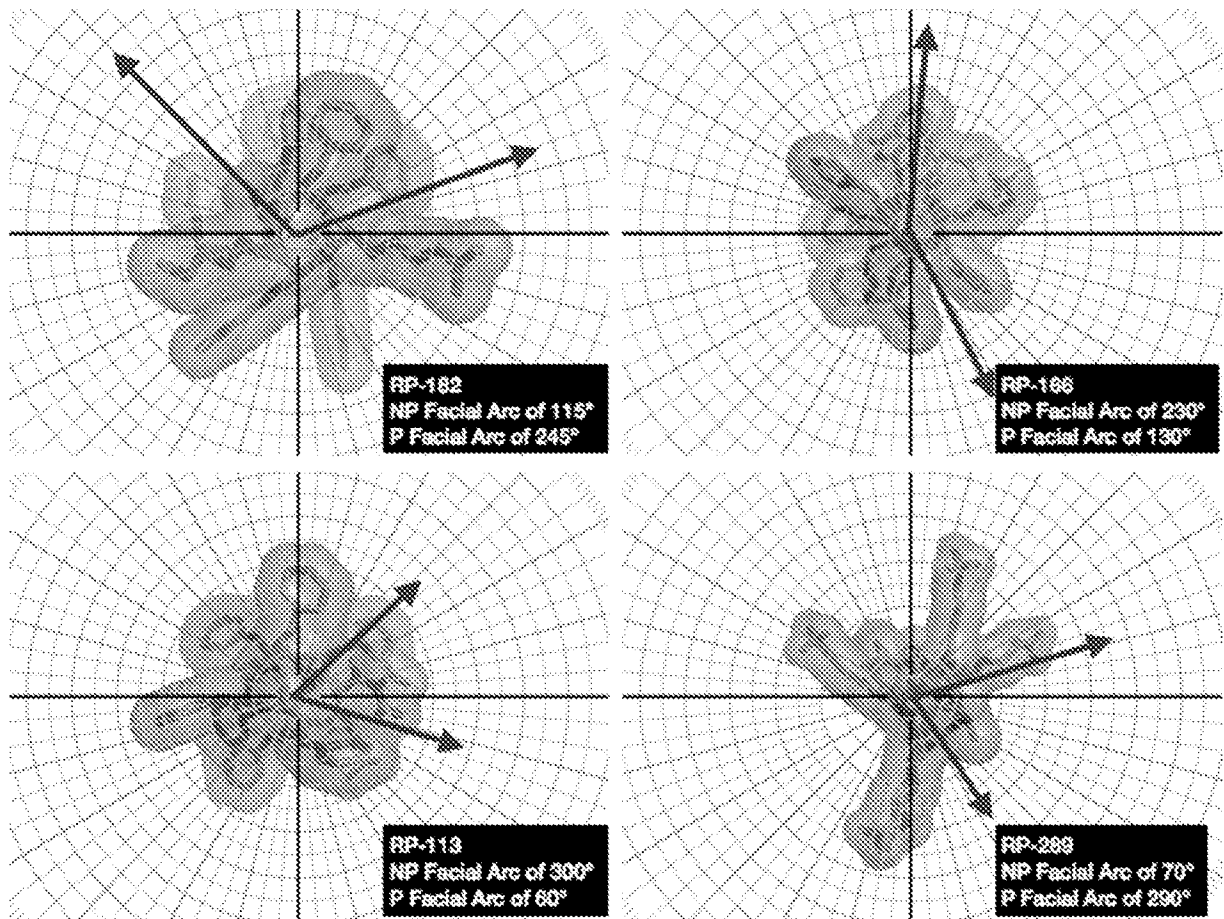 RP-182
NP Facial Arc of 115°
P Facial Arc of 245°
RP-166
NP Facial Arc of 230°
P Facial Arc of 130°
RP-113
NP Facial Arc of 300°
P Facial Arc of 60°
RP-289
NP Facial Arc of 70°
P Facial Arc of 290°